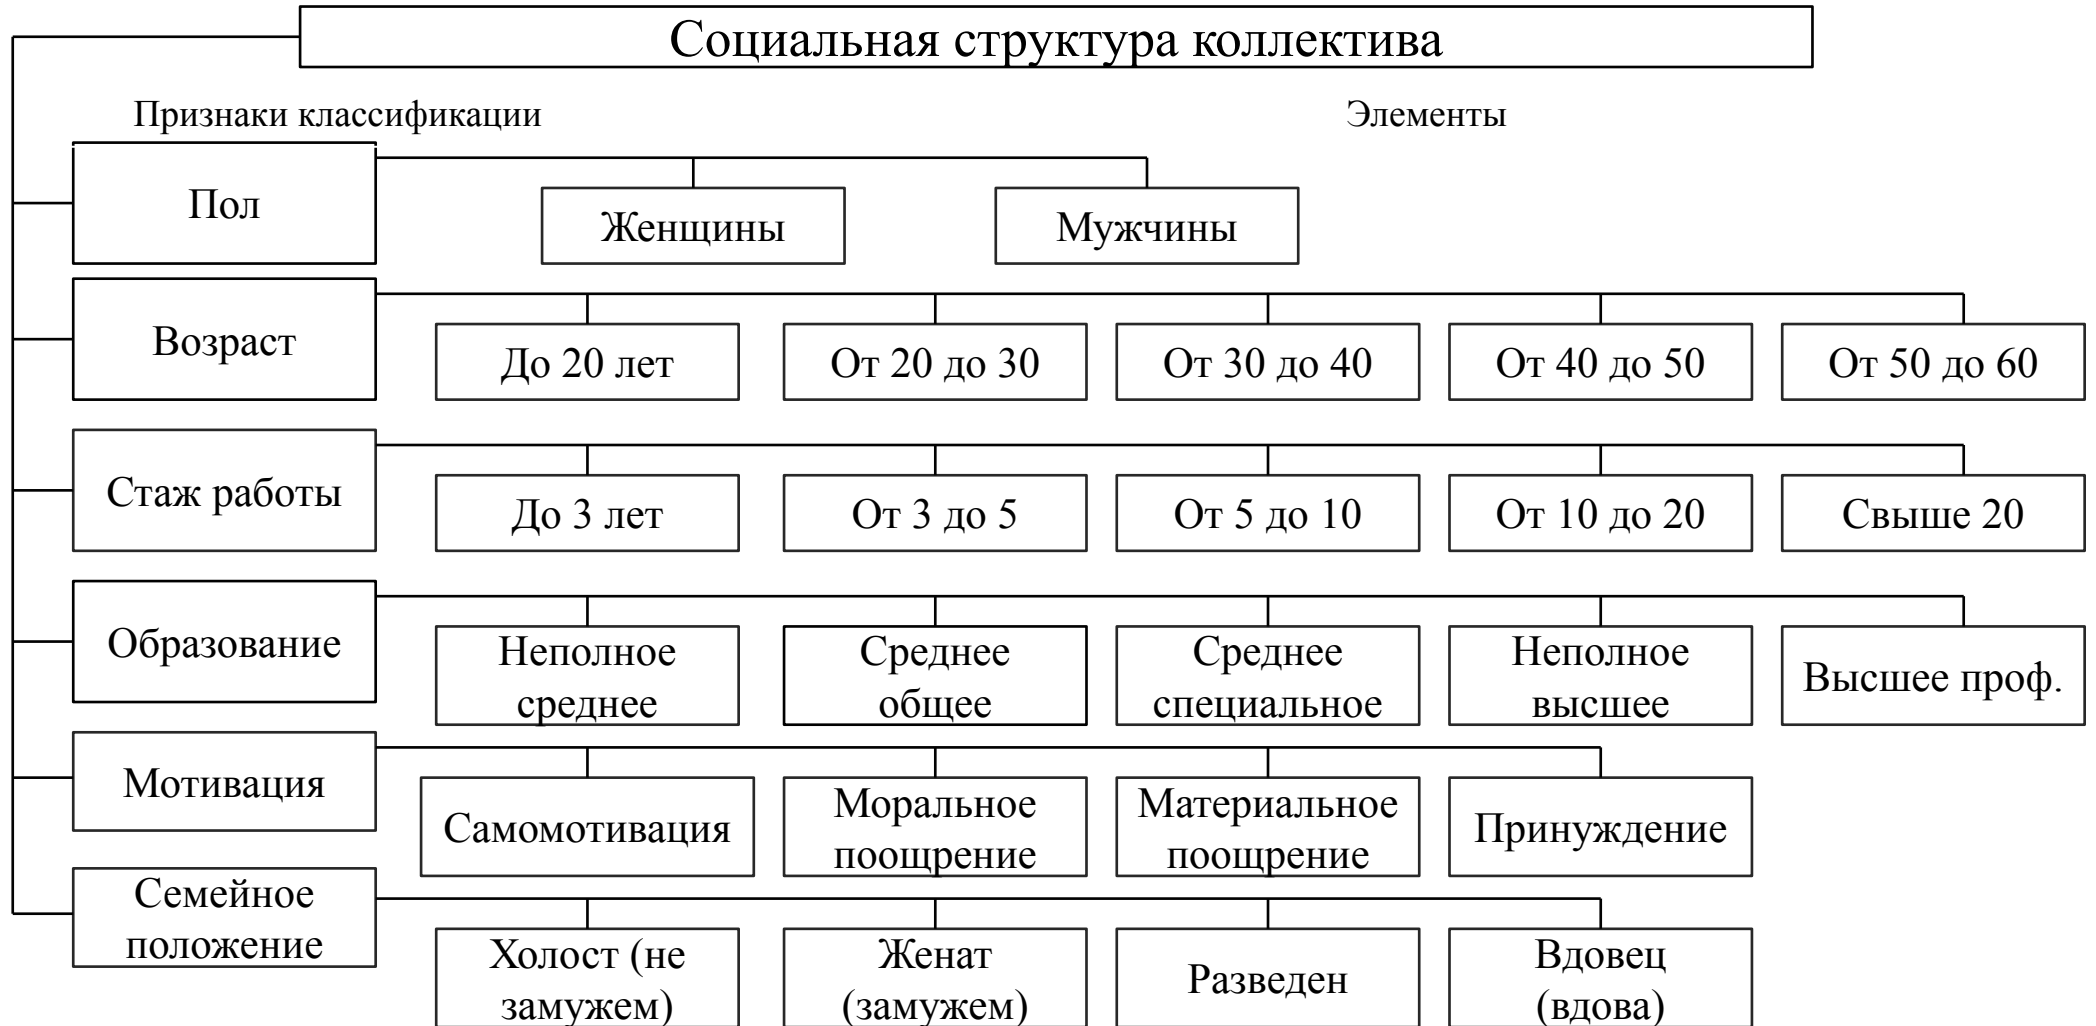 Социальная структура коллектива
Признаки классификации
Элементы
Пол
Женщины
Мужчины
Возраст
До 20 лет
От 20 до 30
От 30 до 40
От 40 до 50
От 50 до 60
Стаж работы
До 3 лет
От 3 до 5
От 5 до 10
От 10 до 20
Свыше 20
Образование
Неполное
среднее
Среднее
общее
Среднее
специальное
Неполное
высшее
Высшее проф.
Мотивация
Самомотивация
Моральное
поощрение
Материальное
поощрение
Принуждение
Семейное
положение
Холост (не
замужем)
Женат
(замужем)
Разведен
Вдовец
(вдова)